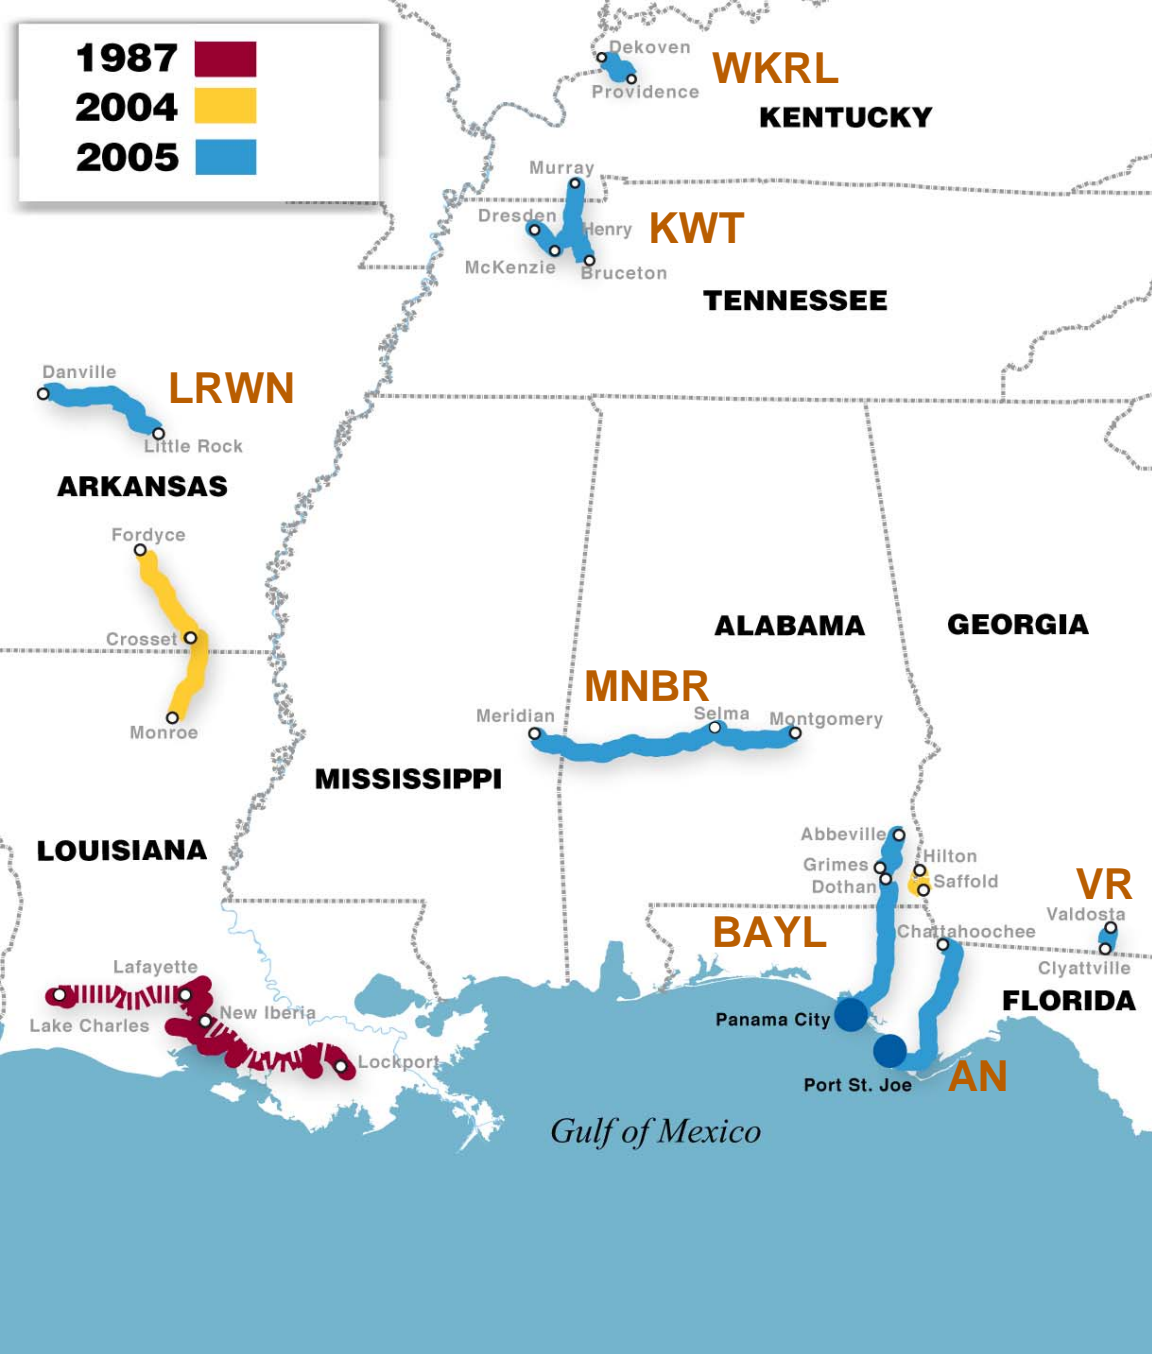 1987
2004
2005
Dekoven
WKRL
Providence
KENTUCKY
Murray
Dresden
Henry
KWT
McKenzie
Bruceton
TENNESSEE
Danville
LRWN
Little Rock
ARKANSAS
Fordyce
Crosset
Monroe
ALABAMA
GEORGIA
MNBR
Meridian
Selma
Montgomery
MISSISSIPPI
LOUISIANA
Abbeville
Grimes
Hilton
Dothan
Saffold
VR
Valdosta
BAYL
Chattahoochee
Clyattville
Lafayette
FLORIDA
Lake Charles
New Iberia
Panama City
Lockport
Port St. Joe
AN
Gulf of Mexico